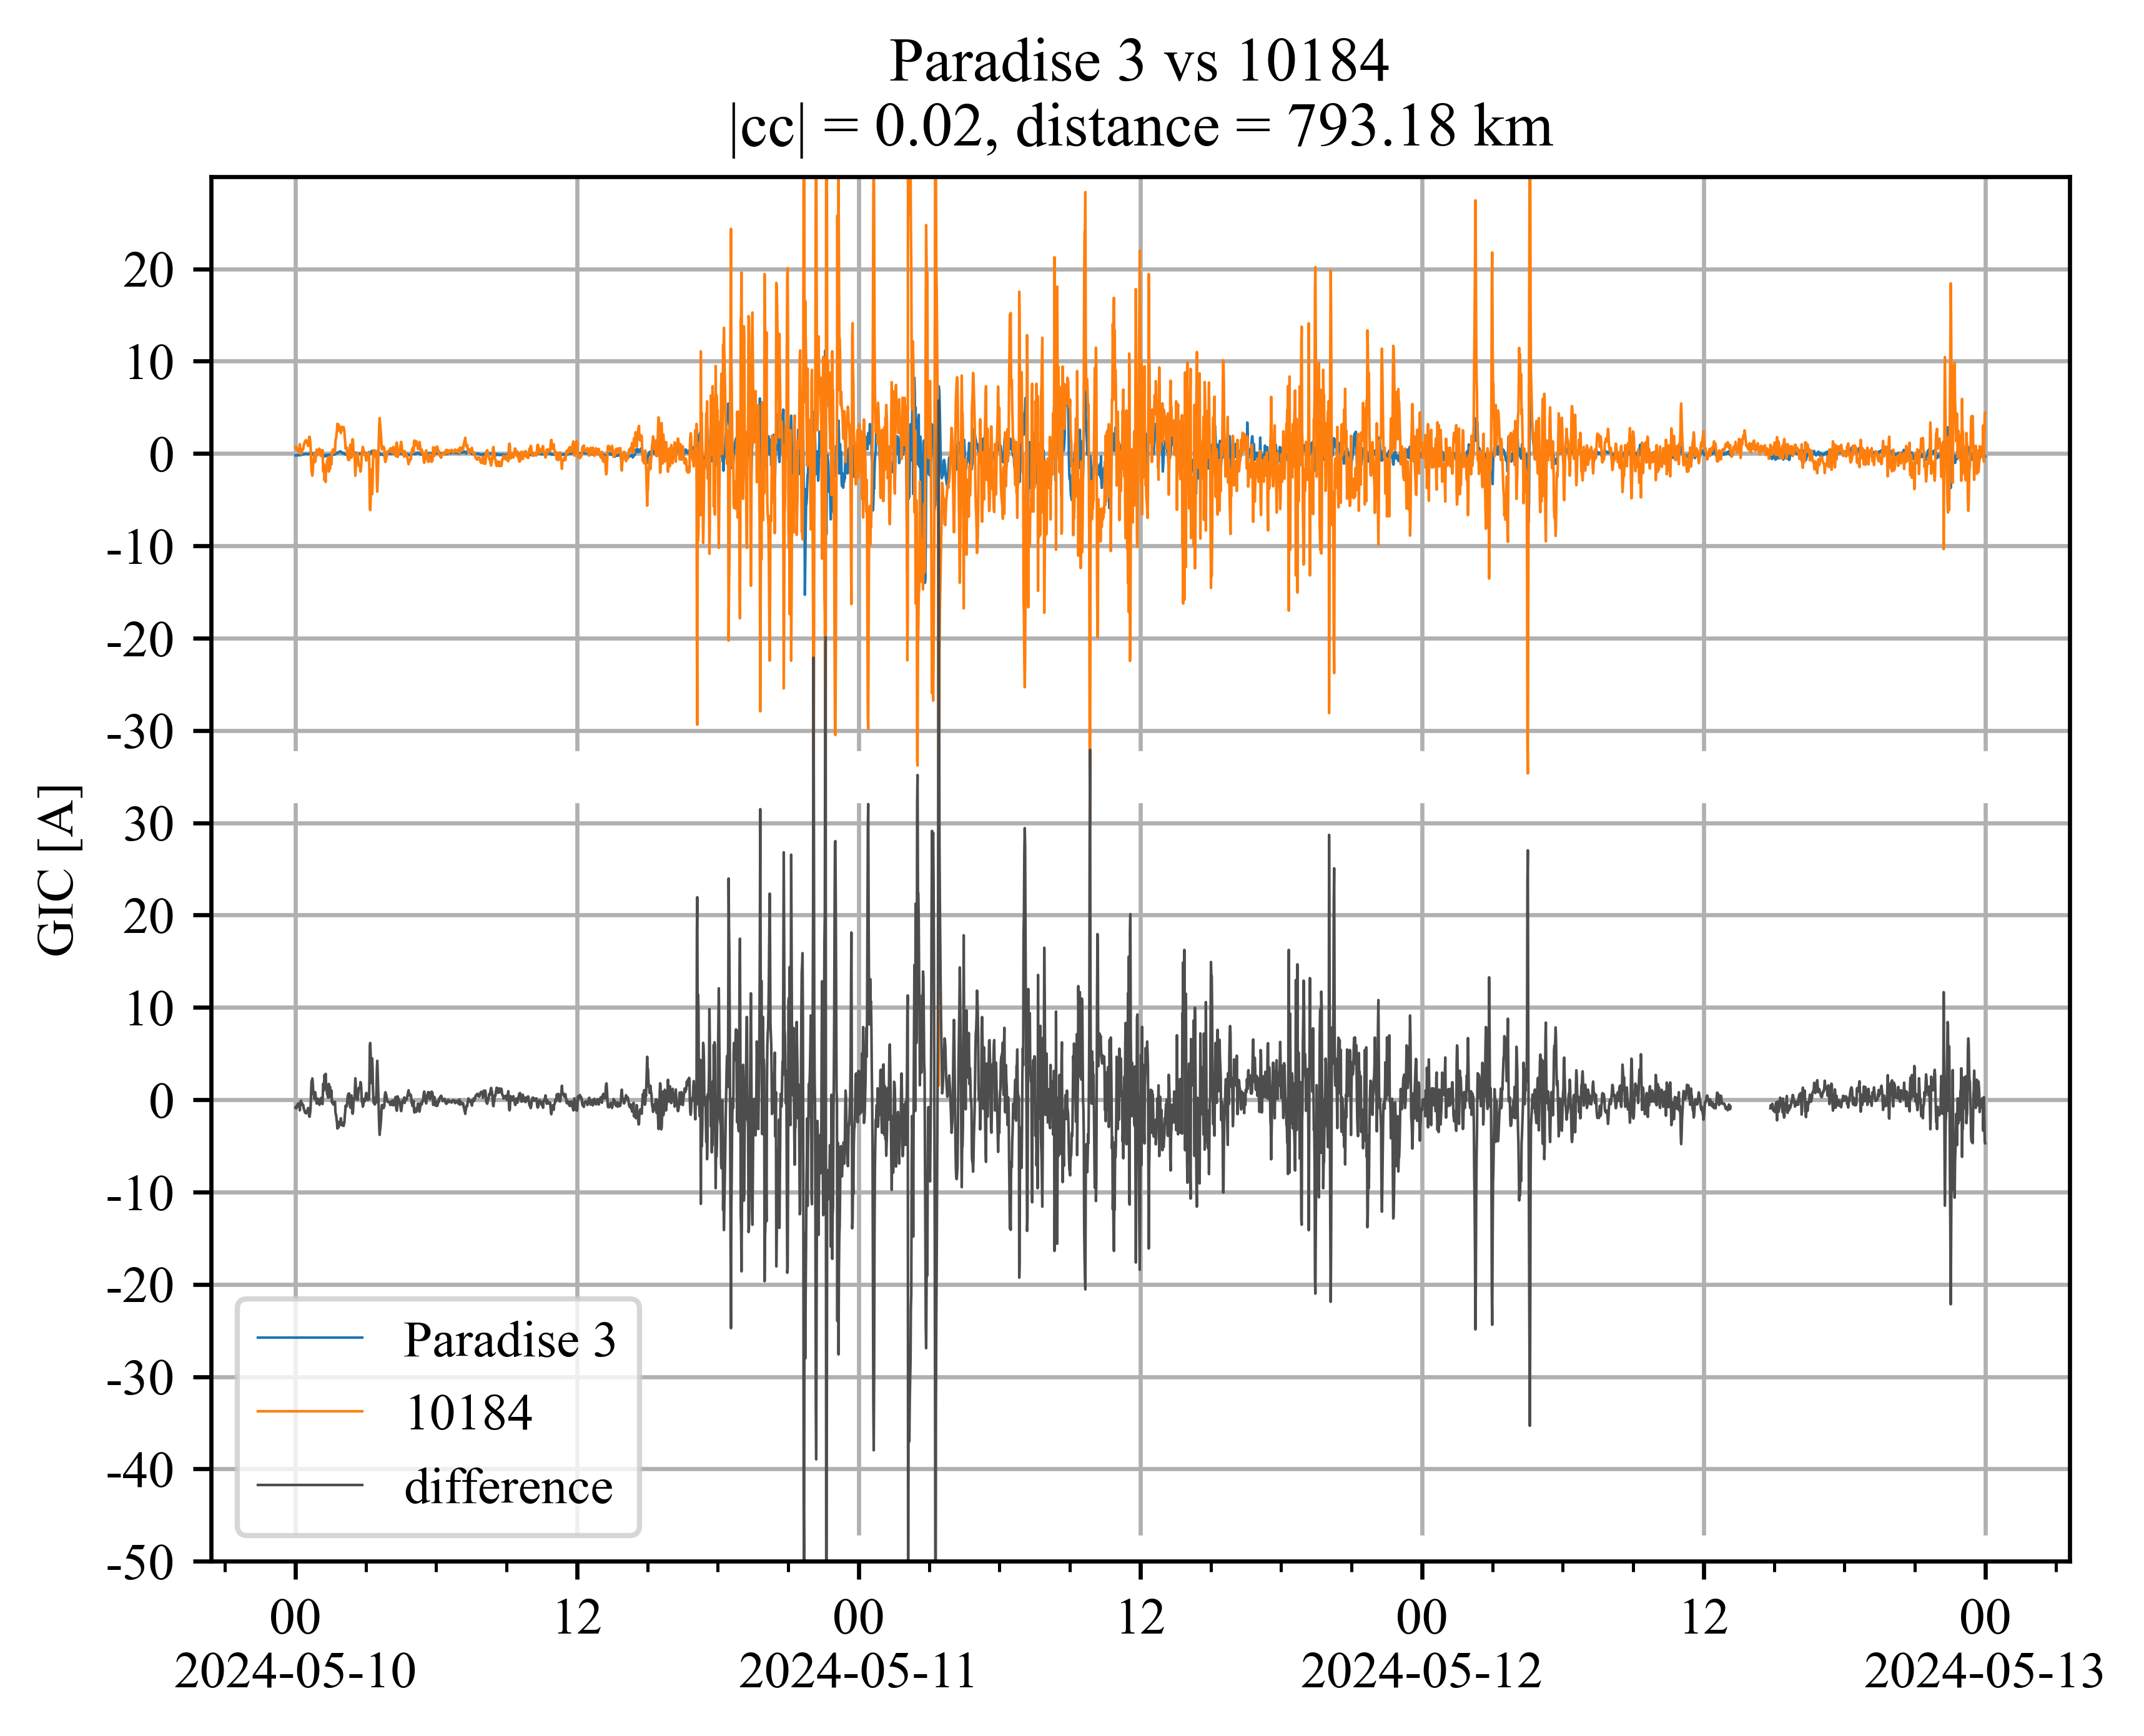 Paradise 3 vs 10184
|cc| = 0.02, distance = 793.18 km
GIC [A]
20
10
0
-10
-20
-30
30
20
10
0
-10
-20
-30
-40
-50
Paradise 3
10184
difference
00 12 00 12 00 12 00
2024-05-10 2024-05-11 2024-05-12 2024-05-13